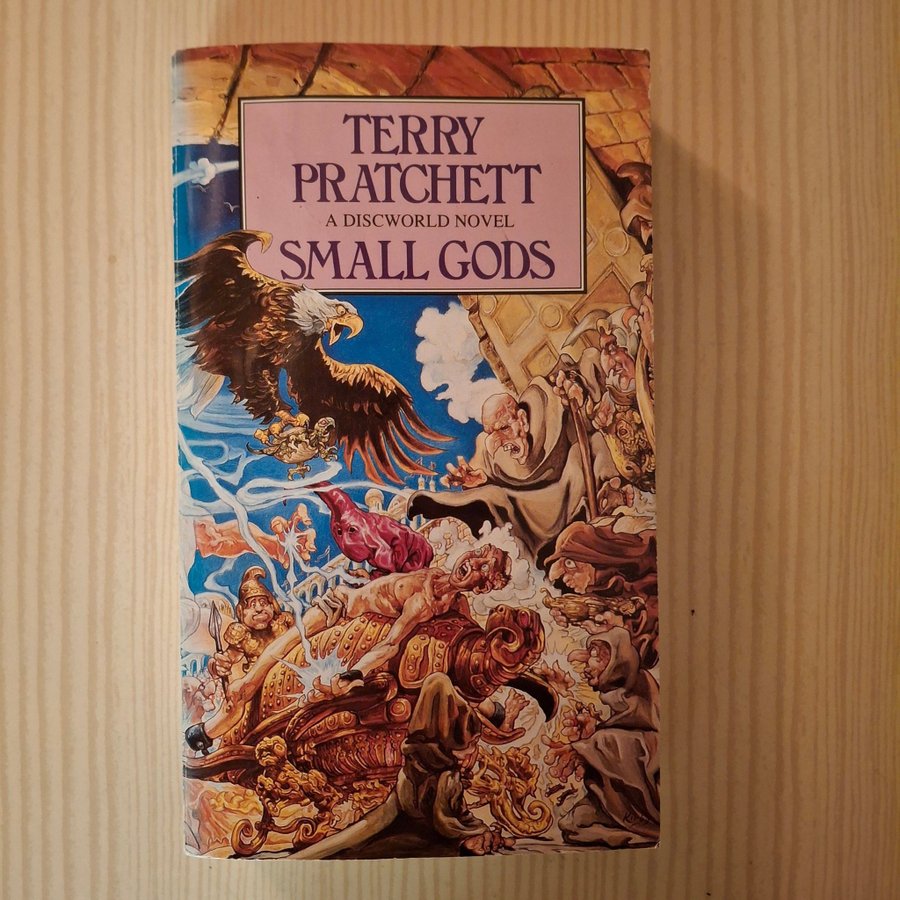 TERRY
PRATCHETT
A DISCWORLD NOVEL
SMALL GODS